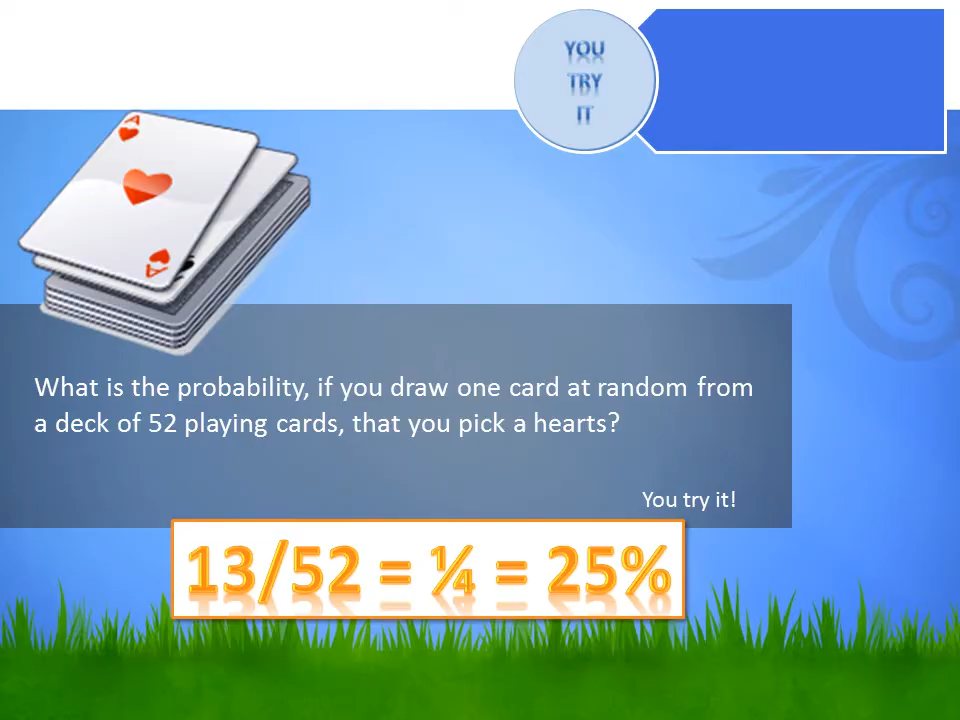 YOU
TRY
IT
A
A
What is the probability, if you draw one card at random from
a deck of 52 playing cards, that you pick a hearts?
You try it!
13/52 = ¼ = 25%